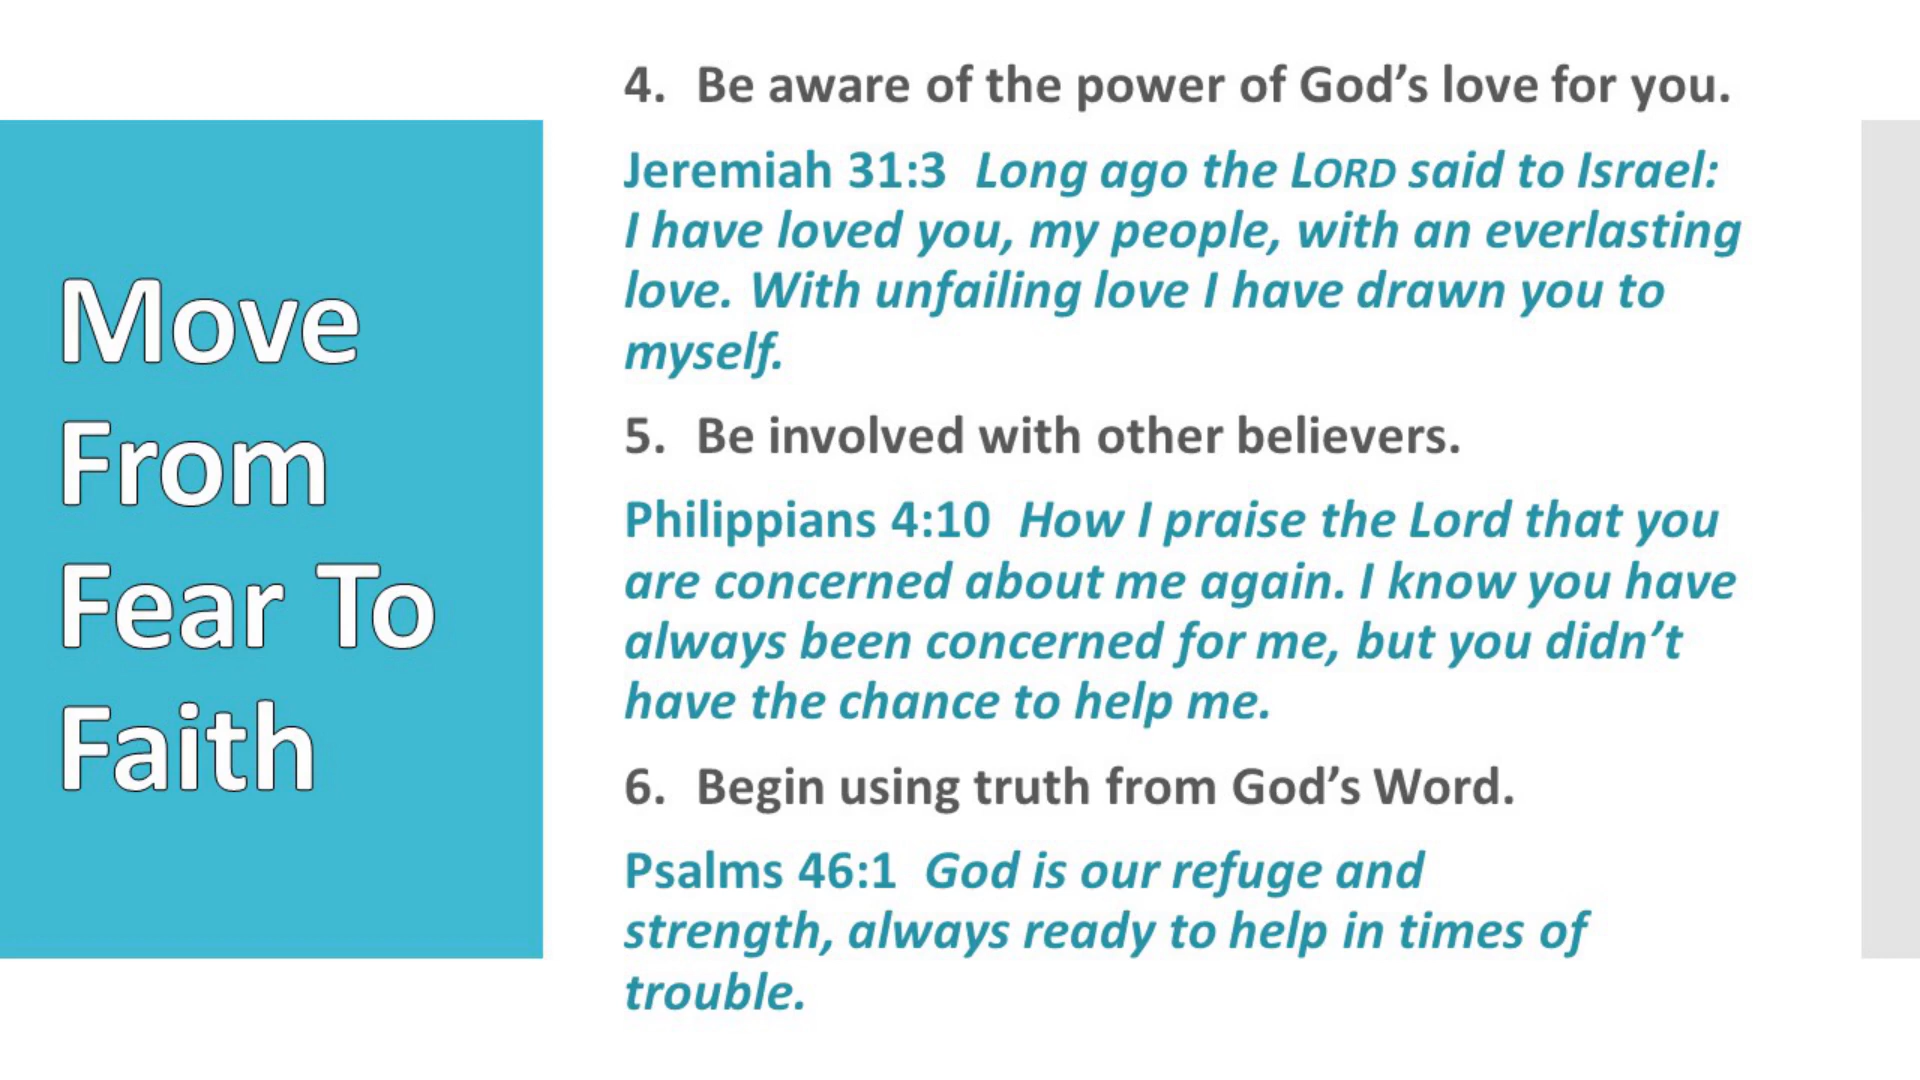 Move
From
Fear To
Faith
4. Be aware of the power of God’s love for you.
Jeremiah 31:3 Long ago the LORD said to Israel:
I have loved you, my people, with an everlasting
love. With unfailing love I have drawn you to
myself.
5. Be involved with other believers.
Philippians 4:10 How I praise the Lord that you
are concerned about me again. I know you have
always been concerned for me, but you didn’t
have the chance to help me.
6. Begin using truth from God’s Word.
Psalms 46:1 God is our refuge and
strength, always ready to help in times of
trouble.